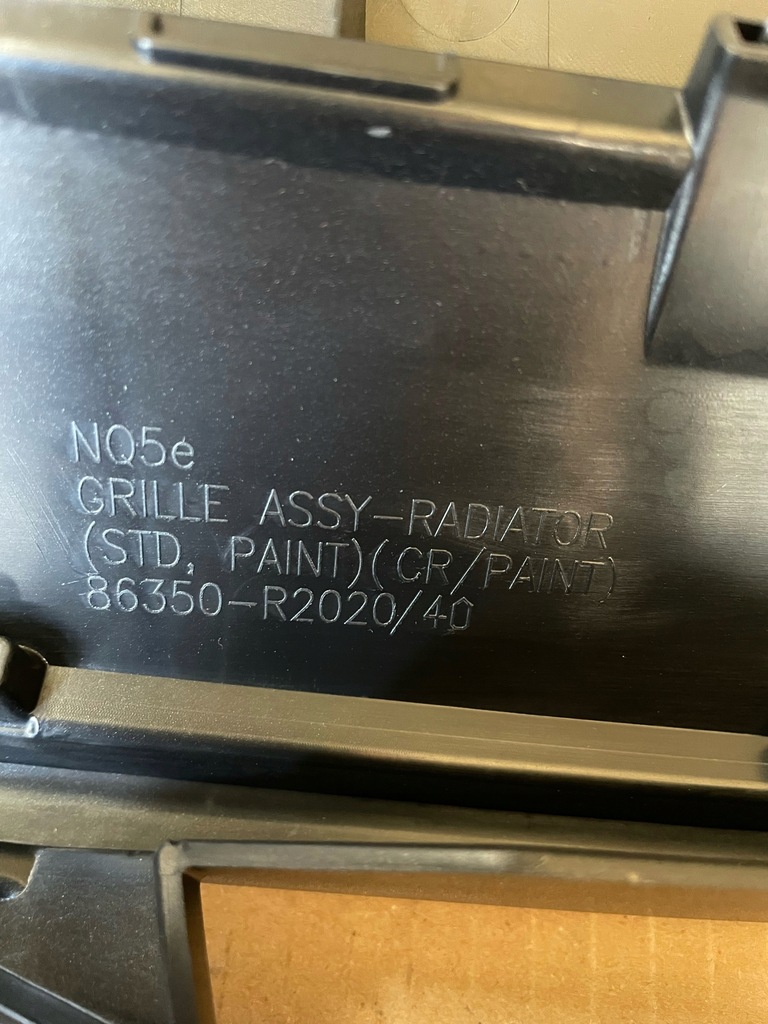 NQ5e
GRILLE ASSY-RADIATOR
(STD, PAINT)(CR/PAINT)
86350-R2020/40